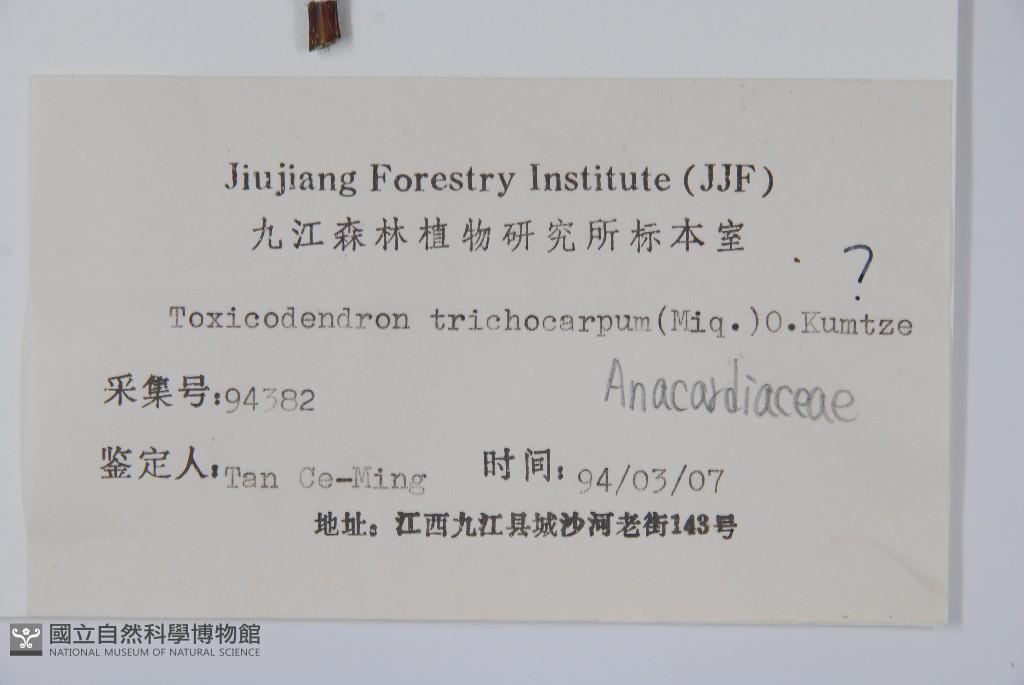 Jiujiang Forestry Institute (JJF)
九江森林植物研究所标本室
?
Toxicodendron trichocarpum(Miq.)O.Kumtze
Anacardiaceae
采集号:94382
鉴定人:Tan Ce-Ming 时间:94/03/07
地址:江西九江县城沙河老街143号
國立自然科學博物館
NATIONAL MUSEUM OF NATURAL SCIENCE